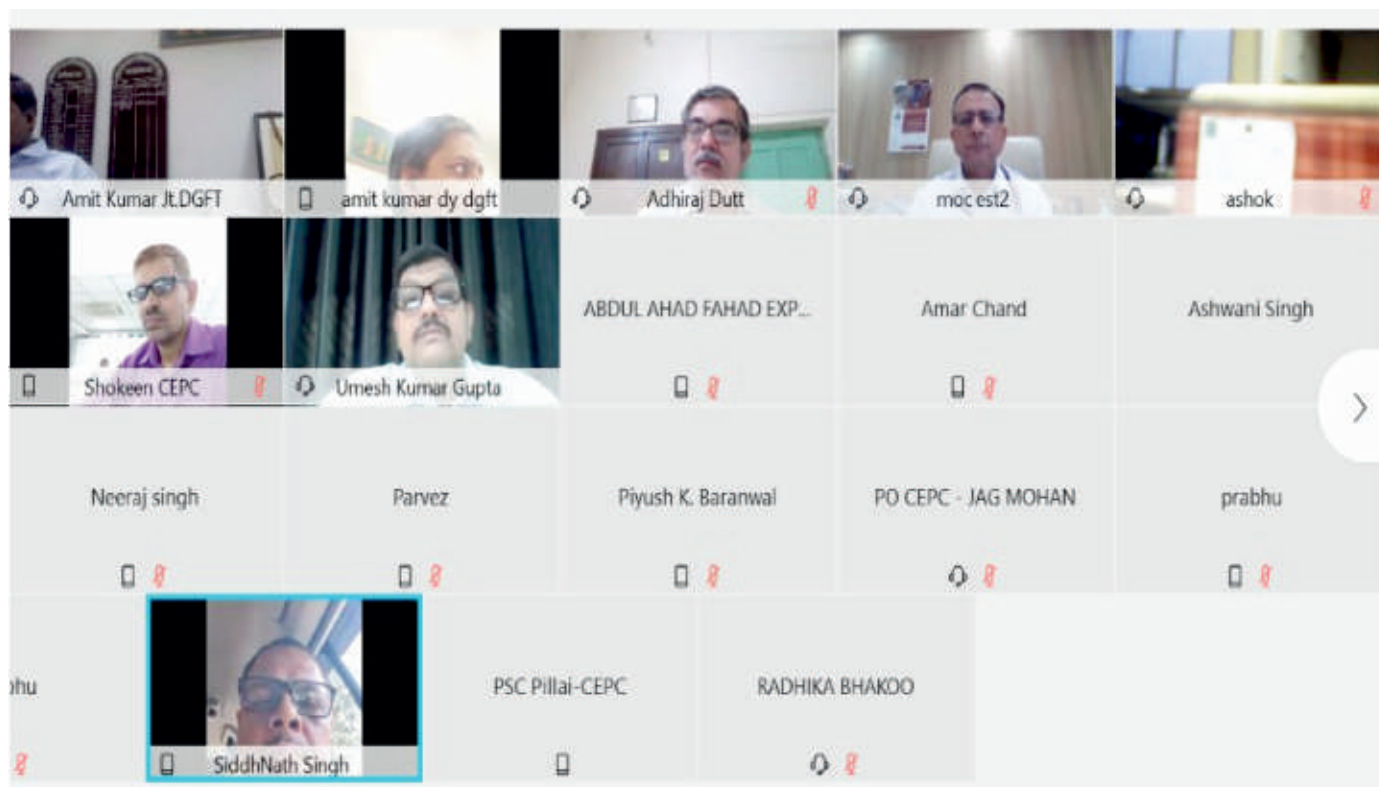 Amit Kumar Jt.DGFT
amit kumar dy dgft
Adhiraj Dutt
moc est2
ashok
Shokeen CEPC
Umesh Kumar Gupta
ABDUL AHAD FAHAD EXP...
Amar Chand
Ashwani Singh
Neeraj singh
Parvez
Piyush K. Baranwal
PO CEPC - JAG MOHAN
prabhu
bhu
SiddhNath Singh
PSC Pillai-CEPC
RADHIKA BHAKOO